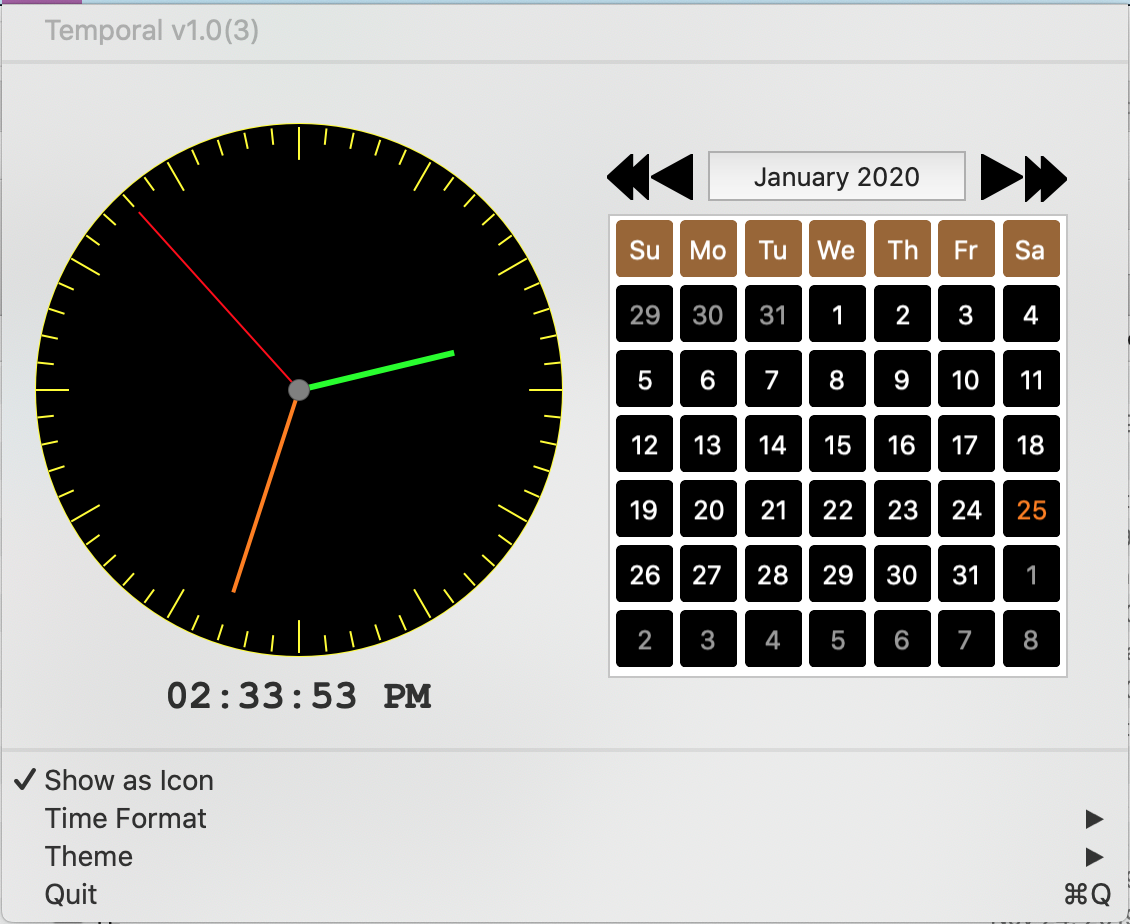 Temporal v1.0(3)
January 2020
Su Mo Tu We Th Fr Sa
29 30 31 1 2 3 4
5 6 7 8 9 10 11
12 13 14 15 16 17 18
19 20 21 22 23 24 25
26 27 28 29 30 31 1
2 3 4 5 6 7 8
02:33:53 PM
✓ Show as Icon
Time Format ▶
Theme ▶
Quit ⌘Q